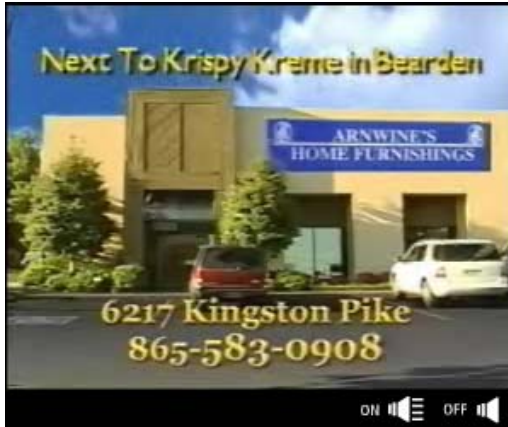 Next To Krispy Kreme in Bearden
ARNWINE'S
HOME FURNISHINGS
6217 Kingston Pike
865-583-0908
ON OFF